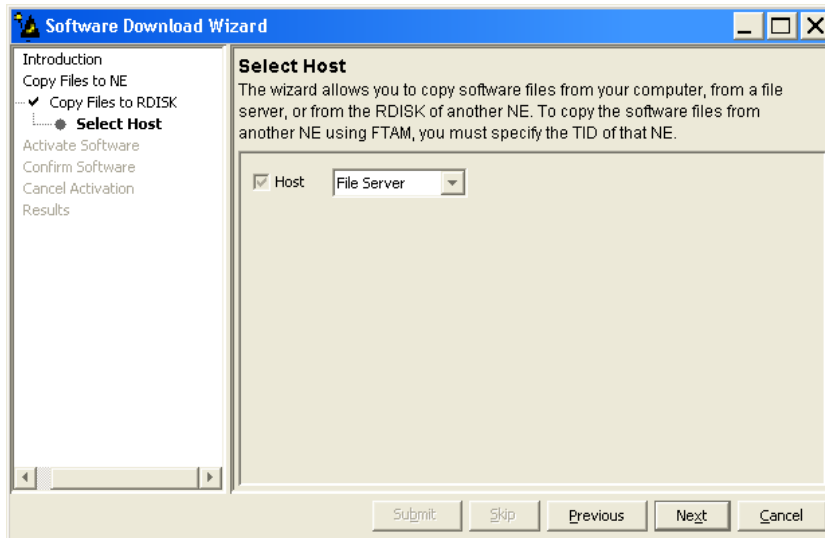 Software Download Wizard
Introduction
Copy Files to NE
Copy Files to RDISK
Select Host
Activate Software
Confirm Software
Cancel Activation
Results
Select Host
The wizard allows you to copy software files from your computer, from a file
server, or from the RDISK of another NE. To copy the software files from
another NE using FTAM, you must specify the TID of that NE.
Host File Server
Submit Skip Previous Next Cancel